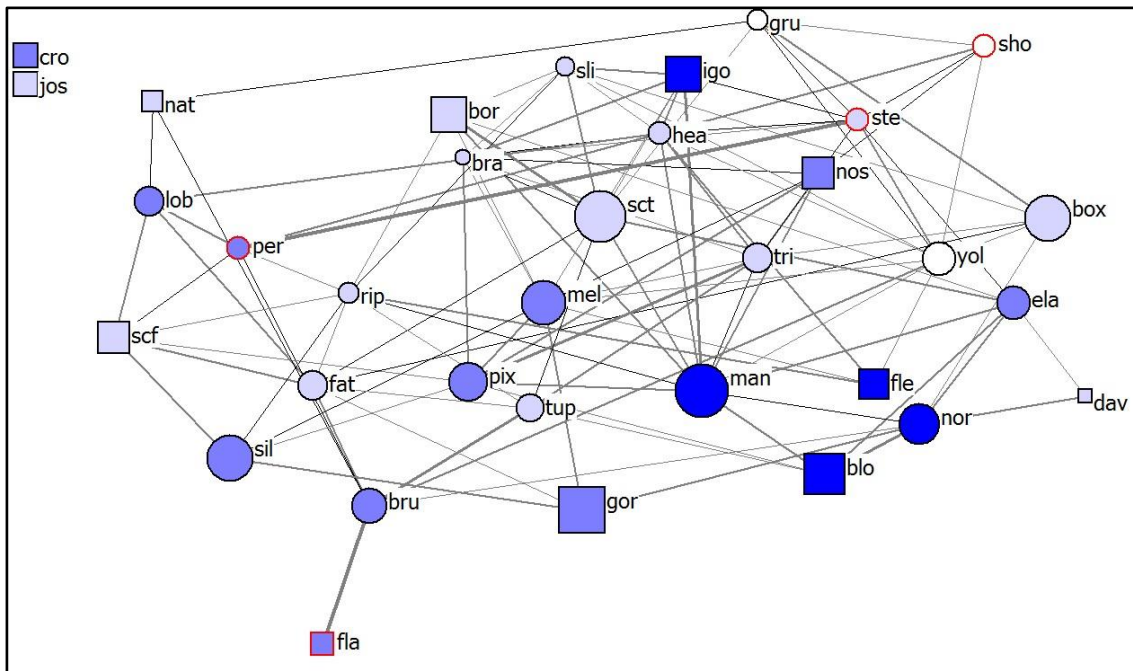 gru
sho
cro
sli
igo
jos
nat
bor
ste
hea
bra
nos
lob
sct
box
per
tri
yol
rip
mel
ela
scf
pix
man
fle
fat
tup
dav
nor
sil
blo
bru
gor
fla